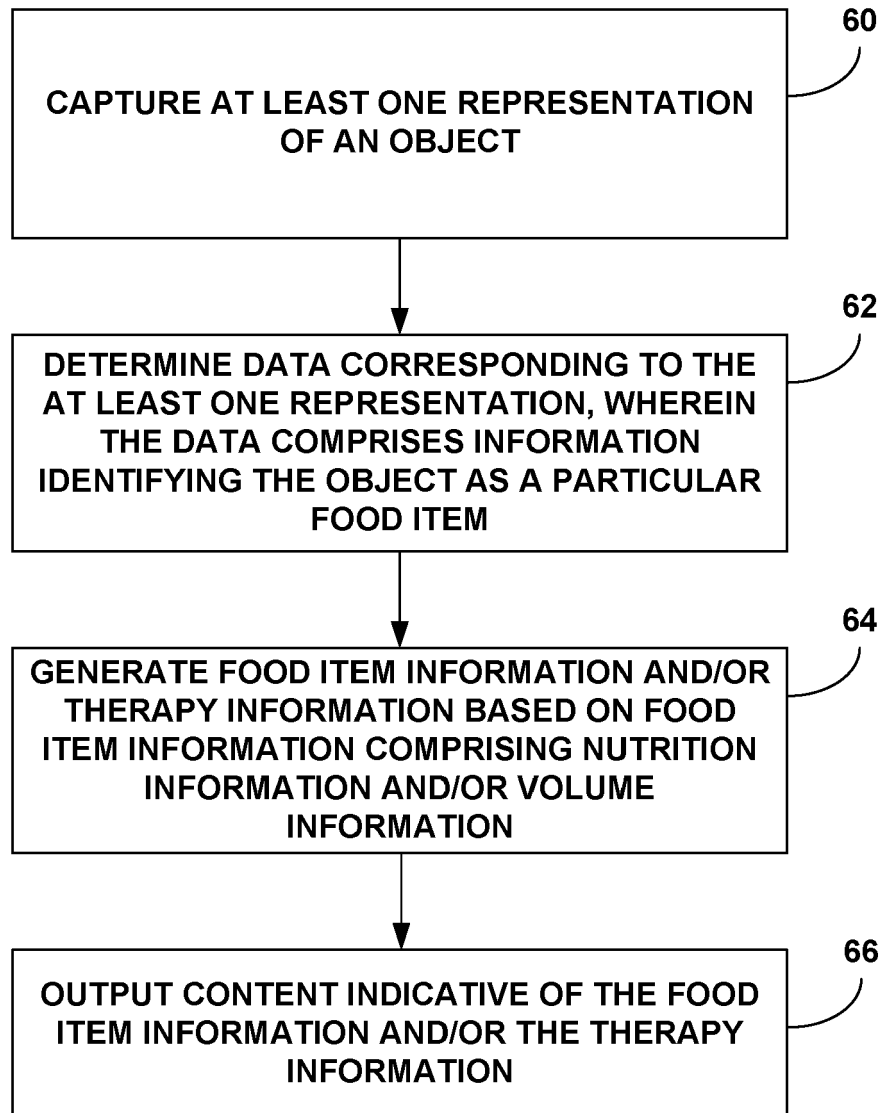 60
CAPTURE AT LEAST ONE REPRESENTATION
OF AN OBJECT
62
DETERMINE DATA CORRESPONDING TO THE
AT LEAST ONE REPRESENTATION, WHEREIN
THE DATA COMPRISES INFORMATION
IDENTIFYING THE OBJECT AS A PARTICULAR
FOOD ITEM
64
GENERATE FOOD ITEM INFORMATION AND/OR
THERAPY INFORMATION BASED ON FOOD
ITEM INFORMATION COMPRISING NUTRITION
INFORMATION AND/OR VOLUME
INFORMATION
66
OUTPUT CONTENT INDICATIVE OF THE FOOD
ITEM INFORMATION AND/OR THE THERAPY
INFORMATION